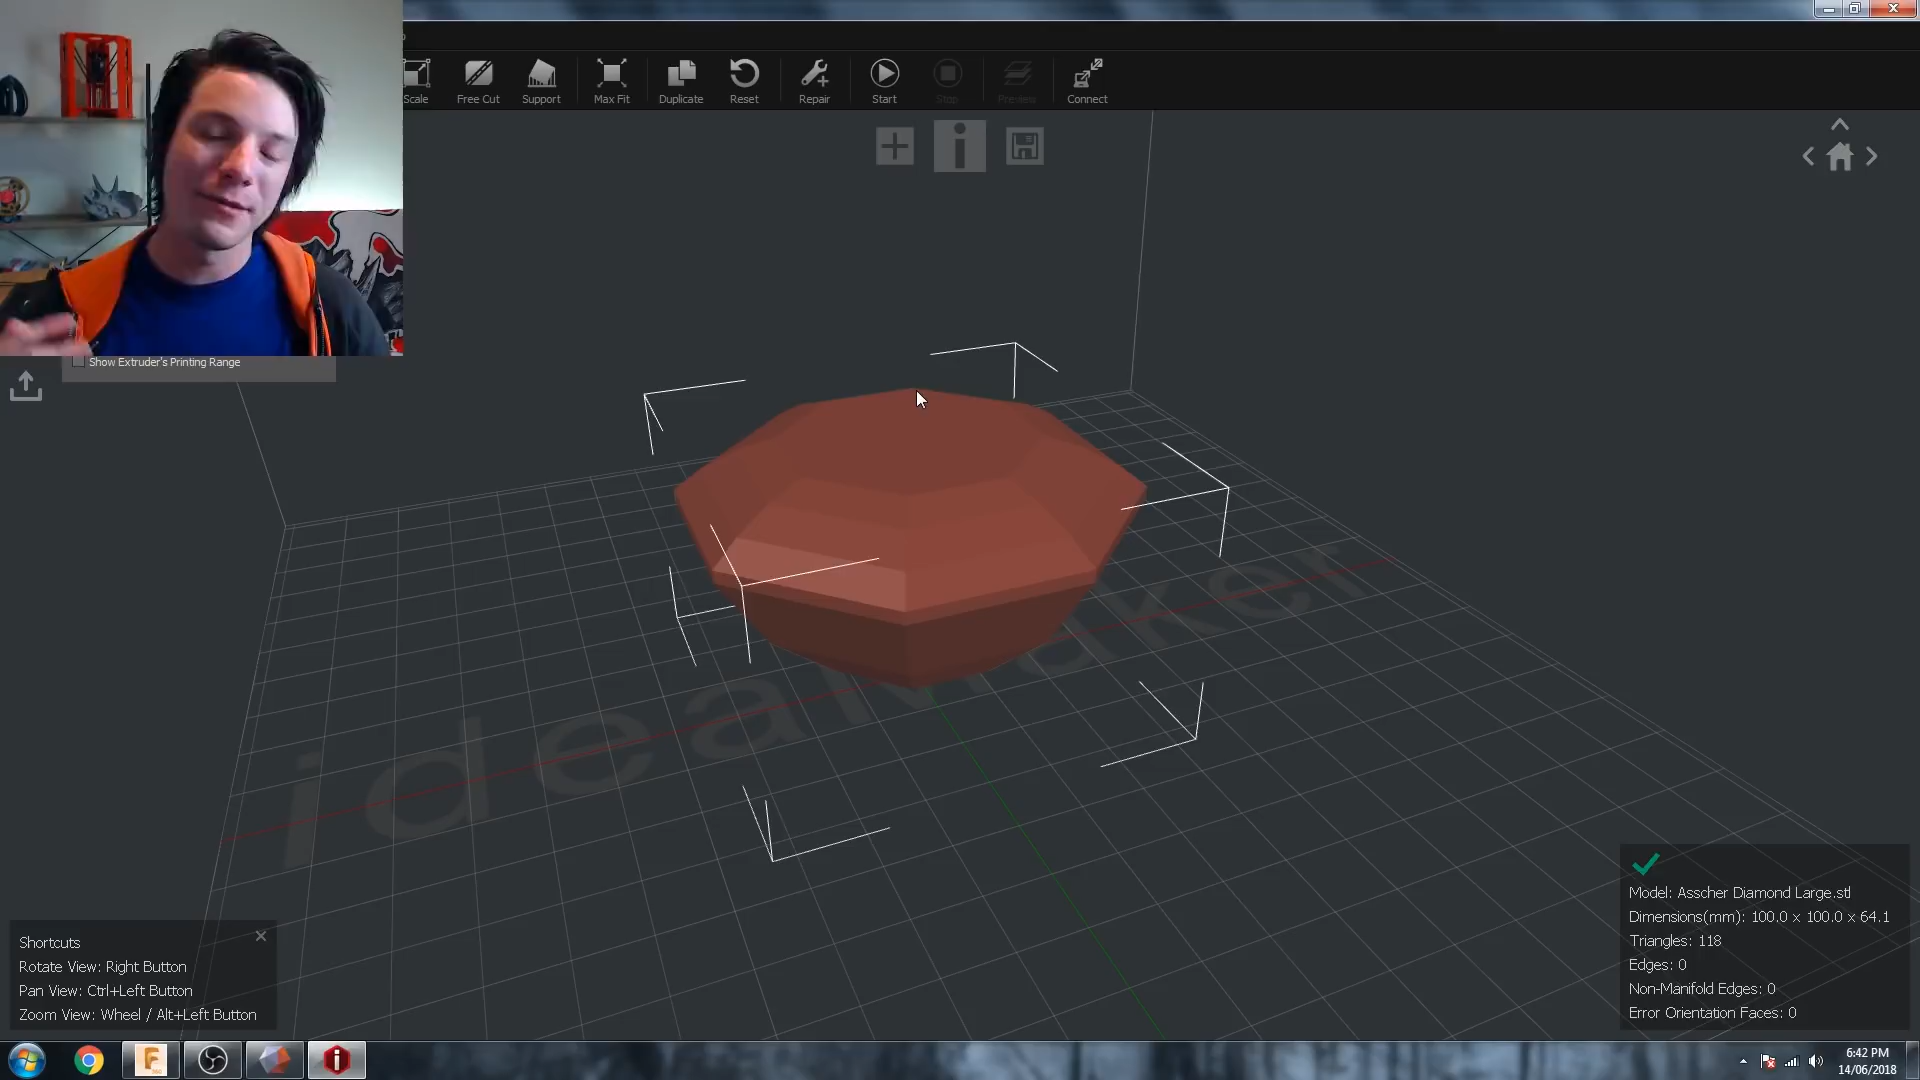 Scale
Free Cut
Support
Max Fit
Duplicate
Reset
Repair
Start
Stop
Preview
Connect
Show Extruder's Printing Range
ideaMaker
Shortcuts
Rotate View: Right Button
Pan View: Ctrl+Left Button
Zoom View: Wheel / Alt+Left Button
Model: Asscher Diamond Large.stl
Dimensions(mm): 100.0 x 100.0 x 64.1
Triangles: 118
Edges: 0
Non-Manifold Edges: 0
Error Orientation Faces: 0
6:42 PM
14/06/2018